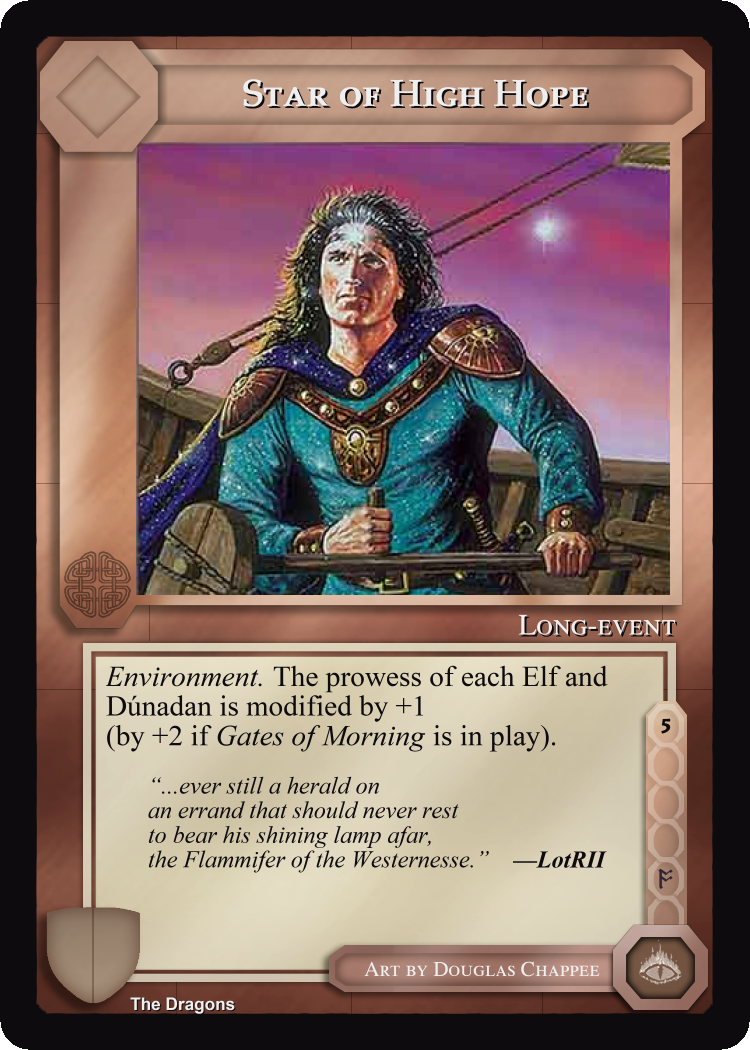 Star of High Hope
Long-event
Environment. The prowess of each Elf and
Dúnadan is modified by +1
(by +2 if Gates of Morning is in play).
5
“...ever still a herald on
an errand that should never rest
to bear his shining lamp afar,
the Flammifer of the Westernesse.” —LotRII
Art by Douglas Chappee
The Dragons